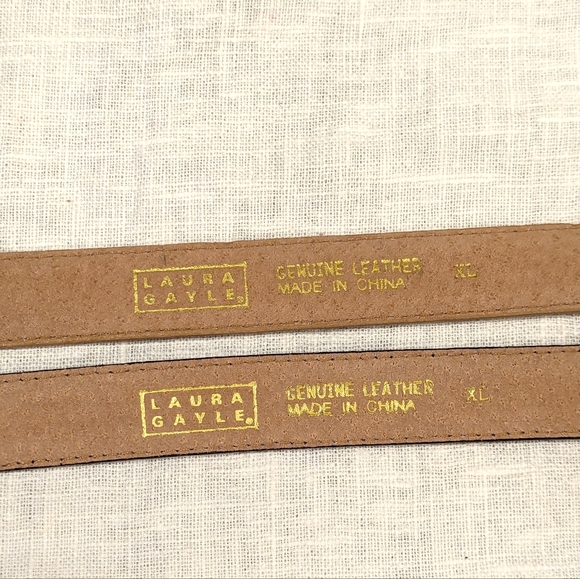 LAURA
GAYLE®
GENUINE LEATHER
MADE IN CHINA
XL
LAURA
GAYLE®
GENUINE LEATHER
MADE IN CHINA
XL